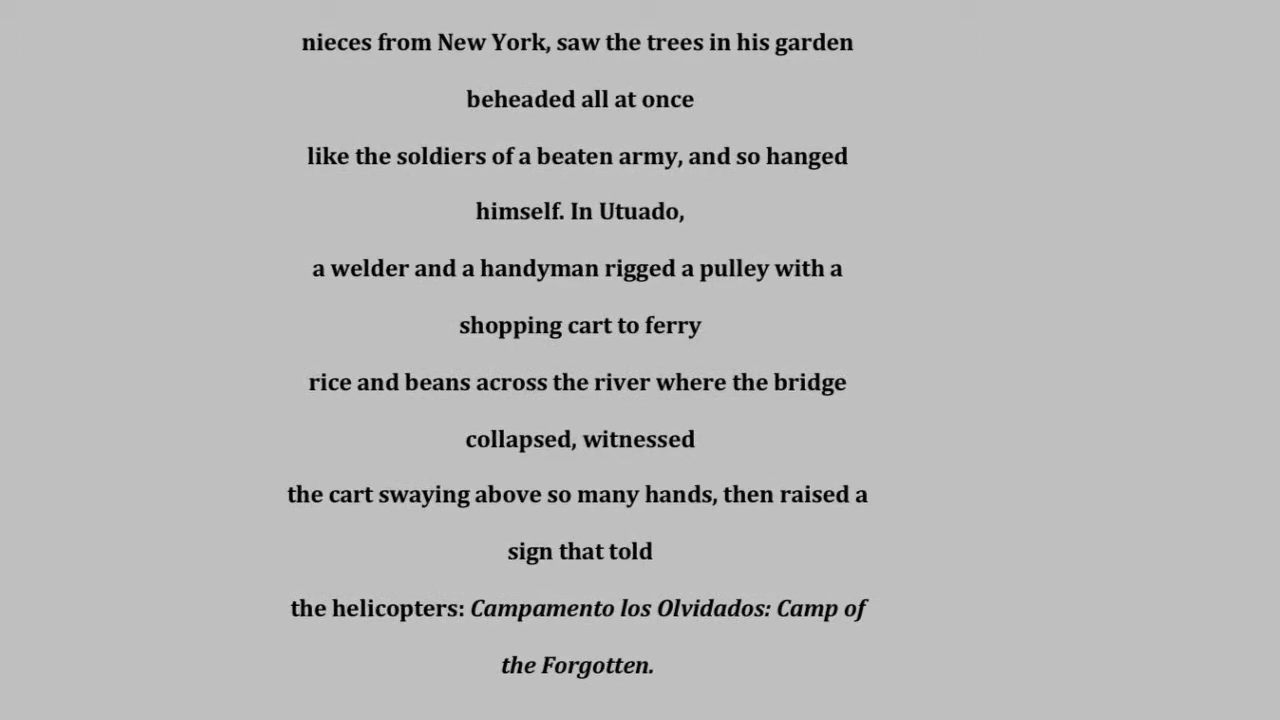 nieces from New York, saw the trees in his garden
beheaded all at once
like the soldiers of a beaten army, and so hanged
himself. In Utuado,
a welder and a handyman rigged a pulley with a
shopping cart to ferry
rice and beans across the river where the bridge
collapsed, witnessed
the cart swaying above so many hands, then raised a
sign that told
the helicopters: Campamento los Olvidados: Camp of
the Forgotten.